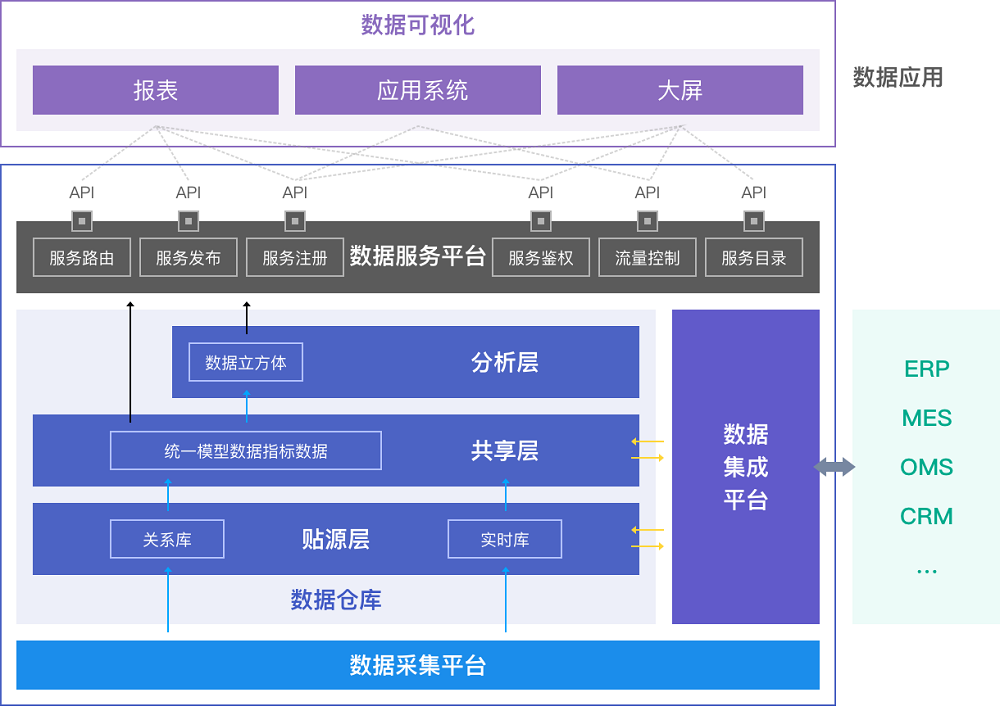 数据可视化
报表
应用系统
大屏
数据应用
API
API
API
API
API
API
服务路由
服务发布
服务注册
数据服务平台
服务鉴权
流量控制
服务目录
数据立方体
分析层
统一模型数据指标数据
共享层
关系库
贴源层
实时库
数据仓库
数据
集成
平台
ERP
MES
OMS
CRM
...
数据采集平台